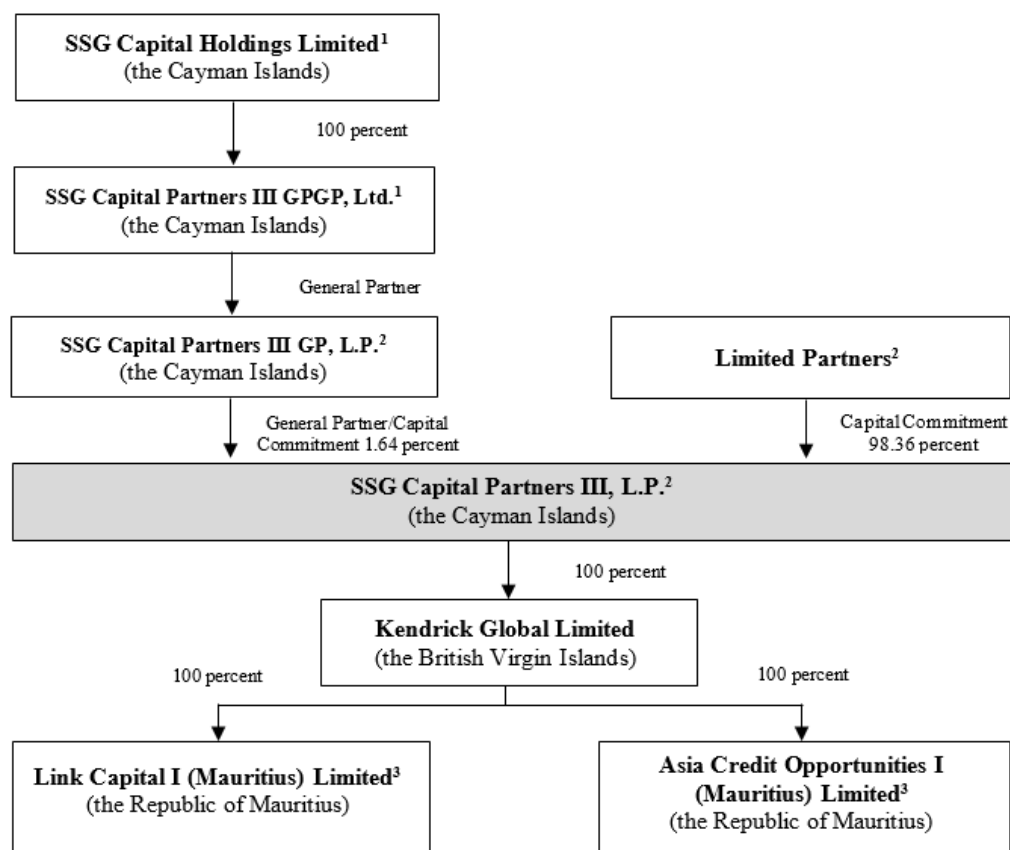 SSG Capital Holdings Limited¹
(the Cayman Islands)
100 percent
SSG Capital Partners III GPGP, Ltd.¹
(the Cayman Islands)
General Partner
SSG Capital Partners III GP, L.P.²
(the Cayman Islands)
Limited Partners²
General Partner/Capital
Commitment 1.64 percent
Capital Commitment
98.36 percent
SSG Capital Partners III, L.P.²
(the Cayman Islands)
100 percent
Kendrick Global Limited
(the British Virgin Islands)
100 percent
100 percent
Link Capital I (Mauritius) Limited³
(the Republic of Mauritius)
Asia Credit Opportunities I
(Mauritius) Limited³
(the Republic of Mauritius)